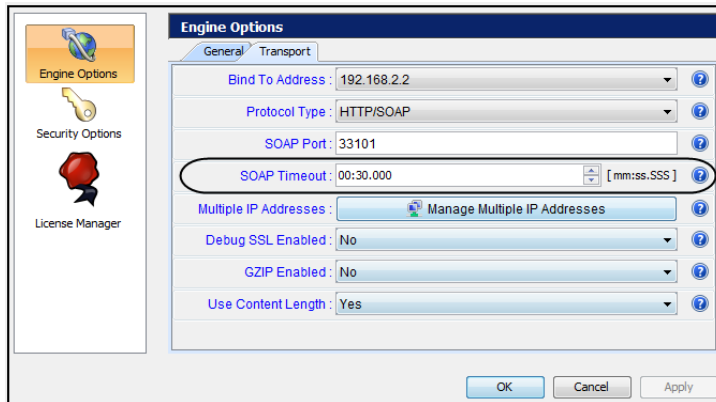 Engine Options
Security Options
License Manager
Engine Options
General Transport
Bind To Address : 192.168.2.2
Protocol Type : HTTP/SOAP
SOAP Port : 33101
SOAP Timeout : 00:30.000 [ mm:ss.SSS ]
Multiple IP Addresses : Manage Multiple IP Addresses
Debug SSL Enabled : No
GZIP Enabled : No
Use Content Length : Yes
OK Cancel Apply